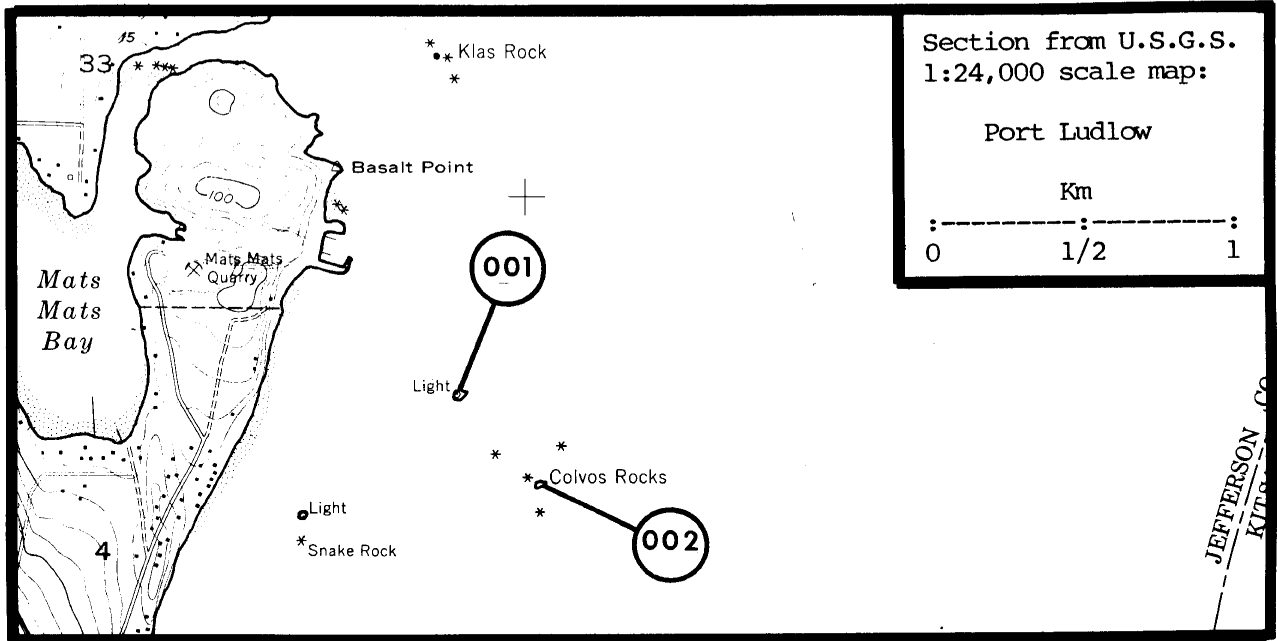 Section from U.S.G.S.
1:24,000 scale map:
Port Ludlow
Km
0 1/2 1
15
33
Klas Rock
Basalt Point
100
Mats Mats
Quarry
Mats
Mats
Bay
001
Light
Colvos Rocks
002
Light
Snake Rock
4
JEFFERSON CO